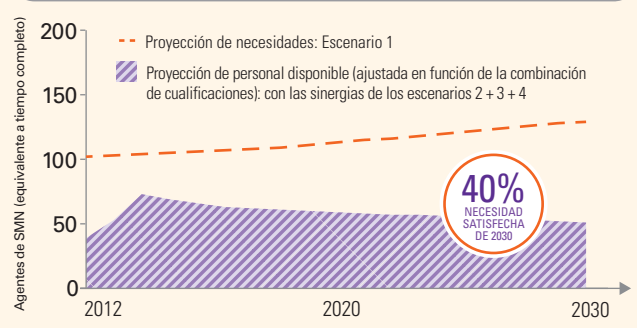 Agentes de SMN (equivalente a tiempo completo)
200
150
100
50
0
Proyección de necesidades: Escenario 1
Proyección de personal disponible (ajustada en función de la combinación
de cualificaciones): con las sinergias de los escenarios 2 + 3 + 4
40%
NECESIDAD
SATISFECHA
DE 2030
2012
2020
2030